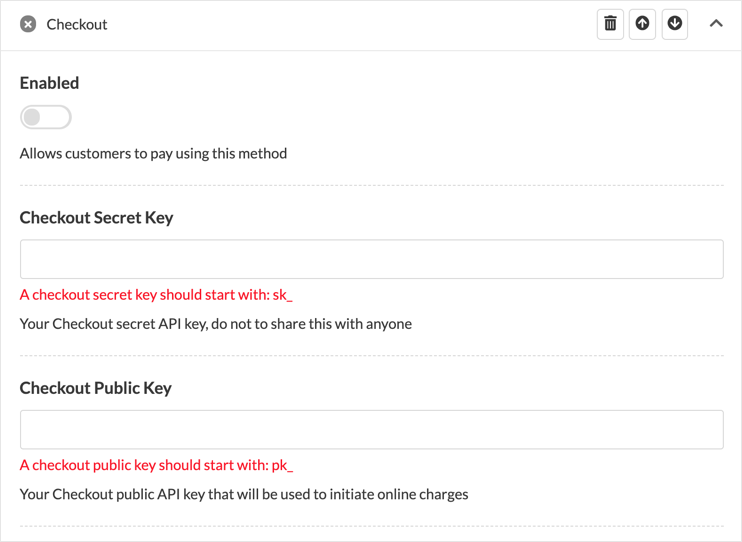 Checkout
Enabled
Allows customers to pay using this method
Checkout Secret Key
A checkout secret key should start with: sk_
Your Checkout secret API key, do not to share this with anyone
Checkout Public Key
A checkout public key should start with: pk_
Your Checkout public API key that will be used to initiate online charges